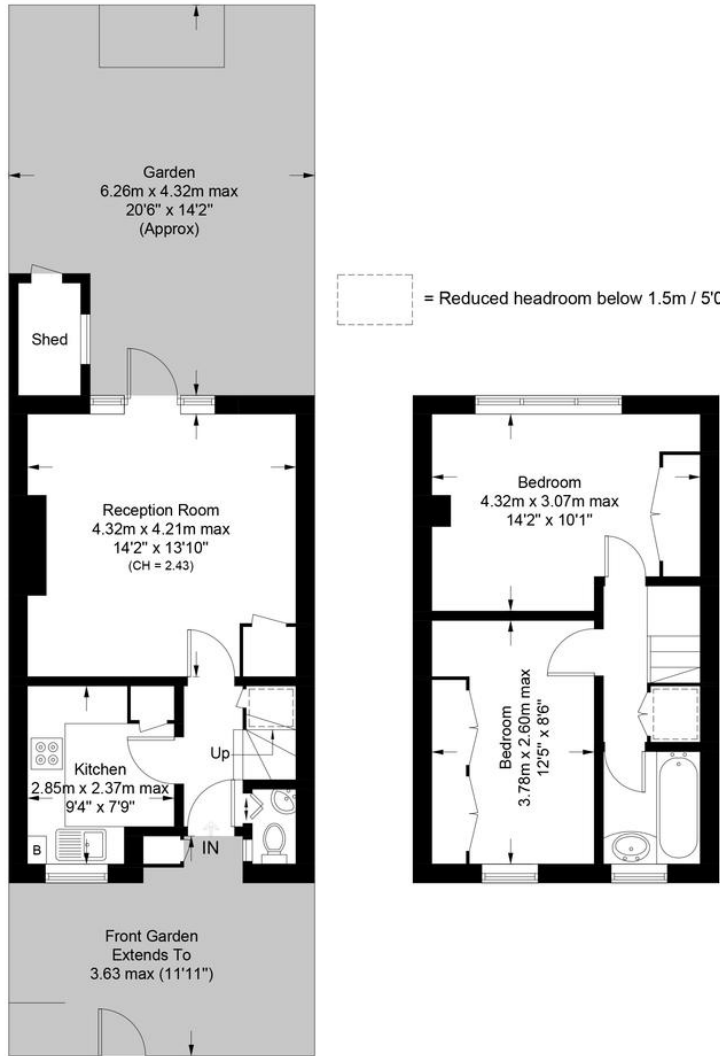 Garden
6.26m x 4.32m max
20'6" x 14'2"
(Approx)
= Reduced headroom below 1.5m / 5'0
Shed
Reception Room
4.32m x 4.21m max
14'2" x 13'10"
(CH = 2.43)
Bedroom
4.32m x 3.07m max
14'2" x 10'1"
Up
Kitchen
2.85m x 2.37m max
9'4" x 7'9"
B
IN
Bedroom
3.78m x 2.60m max
12'5" x 8'6"
Front Garden
Extends To
3.63 max (11'11")